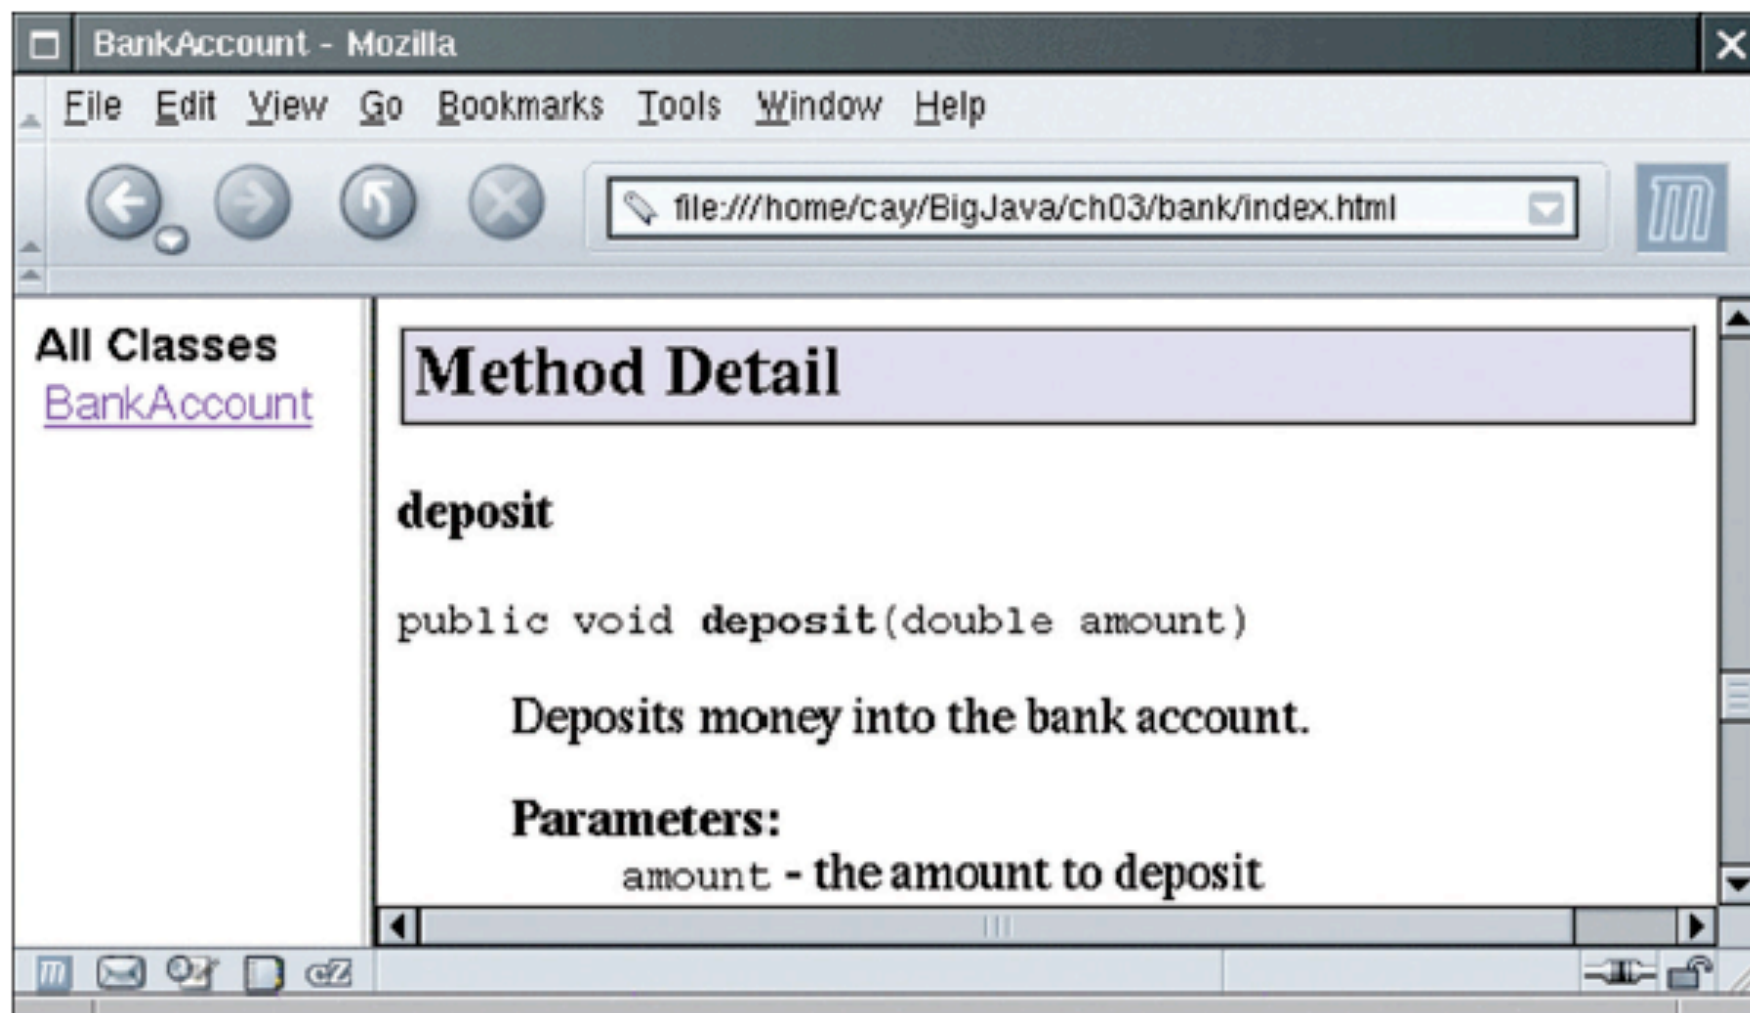 BankAccount - Mozilla
File Edit View Go Bookmarks Tools Window Help
file:///home/cay/BigJava/ch03/bank/index.html
m
All Classes
BankAccount
Method Detail
deposit
public void deposit(double amount)
Deposits money into the bank account.
Parameters:
amount - the amount to deposit
m
cZ